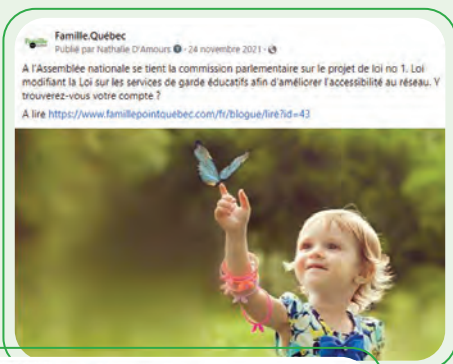 Famille.Québec
Publié par Nathalie D'Amours · 24 novembre 2021 ·
A l'Assemblée nationale se tient la commission parlementaire sur le projet de loi no 1. Loi
modifiant la Loi sur les services de garde éducatifs afin d'améliorer l'accessibilité au réseau. Y
trouverez-vous votre compte ?
A lire https://www.famillepointquebec.com/fr/blogue/lire?id=43